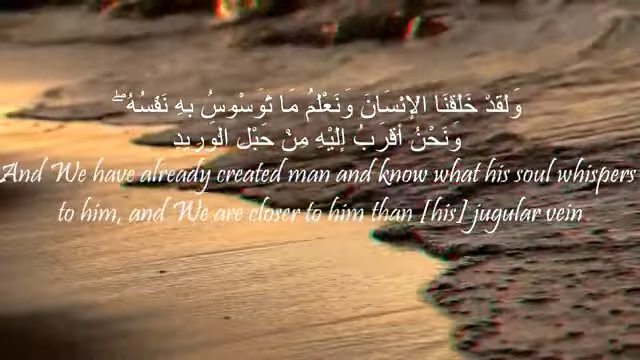 وَلَقَدْ خَلَقْنَا الإِنْسَانَ وَنَعْلَمُ مَا تُوَسْوِسُ بِهِ نَفْسُهُ ۖ
وَنَحْنُ أَقْرَبُ إِلَيْهِ مِنْ حَبْلِ الْوَرِيدِ
And We have already created man and know what his soul whispers
to him, and We are closer to him than [his] jugular vein